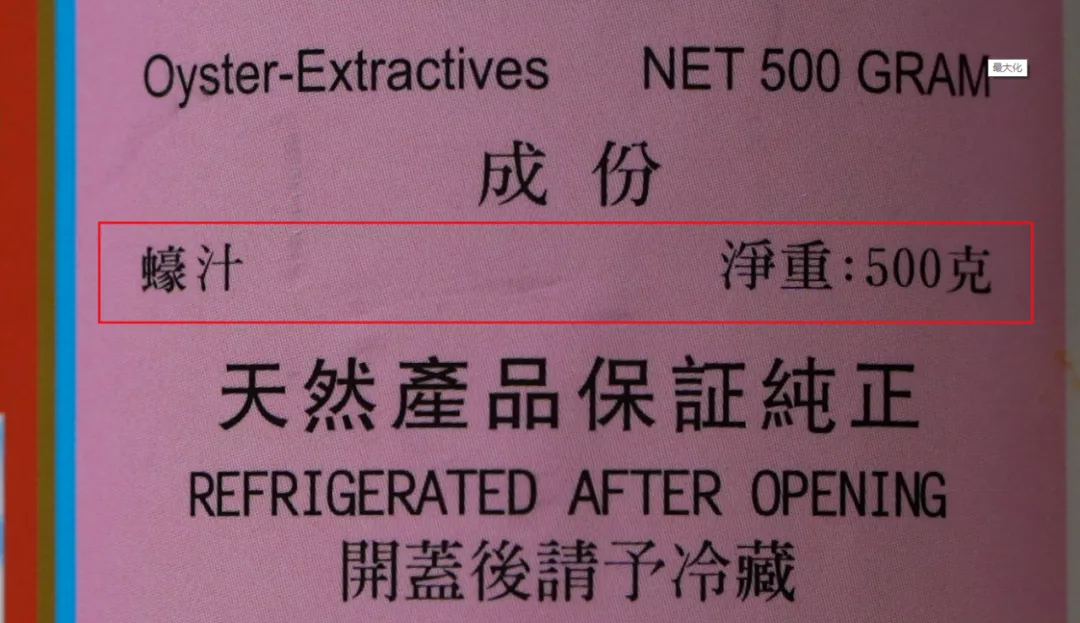 Oyster-Extractives NET 500 GRAM
最大化
成份
蠔汁 淨重:500克
天然產品保証純正
REFRIGERATED AFTER OPENING
開蓋後請予冷藏